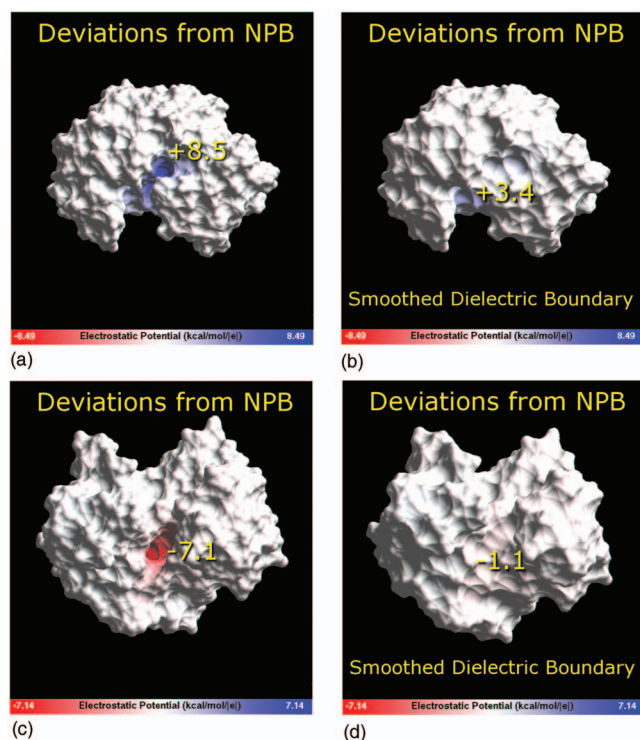 Deviations from NPB
+8.5
-8.49 Electrostatic Potential (kcal/mol/|e|) 8.49
(a)
Deviations from NPB
+3.4
Smoothed Dielectric Boundary
-8.49 Electrostatic Potential (kcal/mol/|e|) 8.49
(b)
Deviations from NPB
-7.1
-7.14 Electrostatic Potential (kcal/mol/|e|) 7.14
(c)
Deviations from NPB
-1.1
Smoothed Dielectric Boundary
-7.14 Electrostatic Potential (kcal/mol/|e|) 7.14
(d)